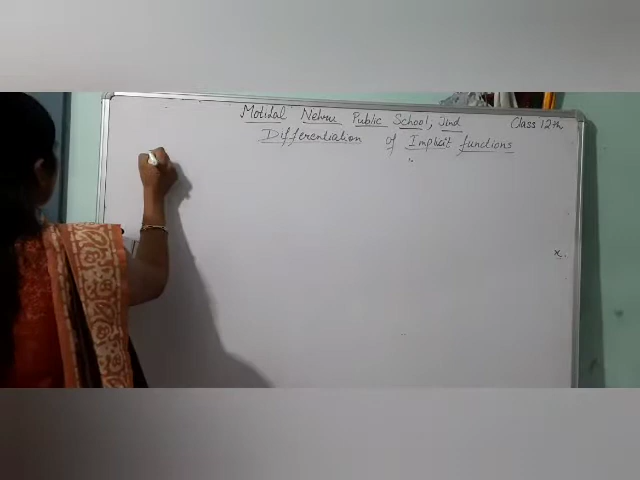 Motilal Nehru Public School, Jind Class 12th
Differentiation of Implicit functions
x